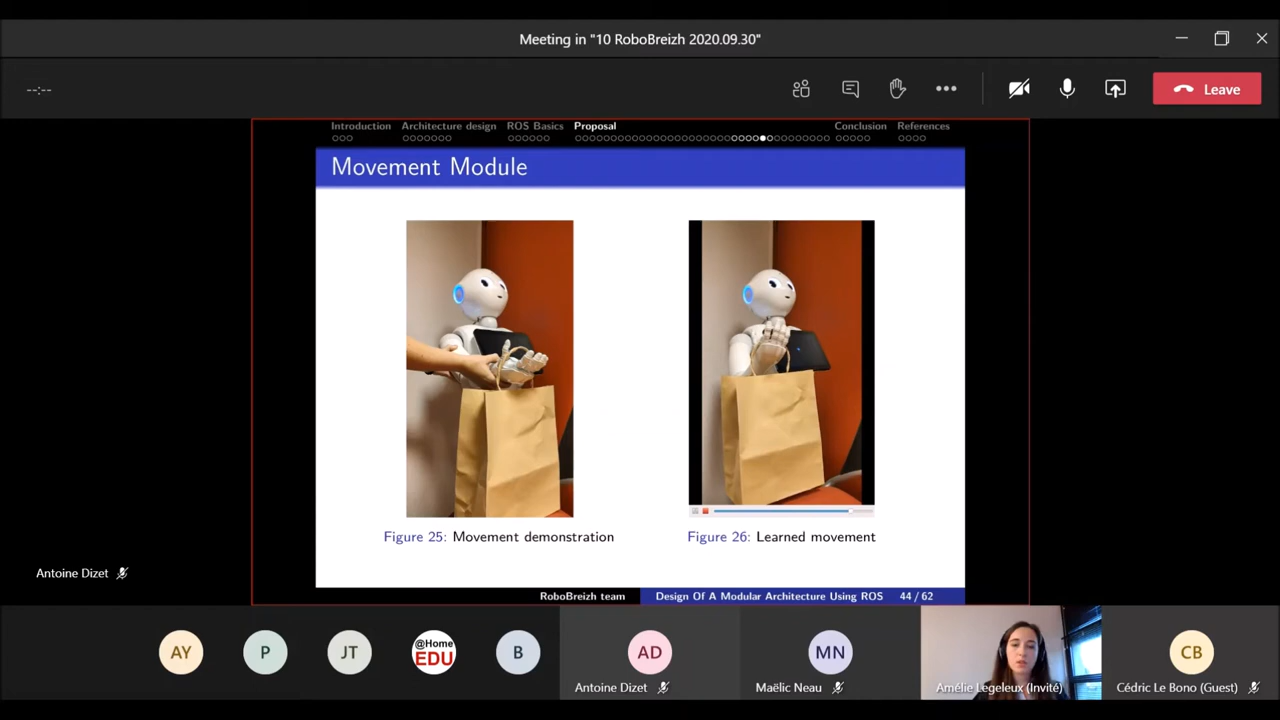 Meeting in "10 RoboBreizh 2020.09.30"
--:--
Leave
Introduction Architecture design ROS Basics Proposal Conclusion References
Movement Module
Figure 25: Movement demonstration
Figure 26: Learned movement
RoboBreizh team Design Of A Modular Architecture Using ROS 44 / 62
Antoine Dizet
AY P JT @Home EDU B AD MN CB
Antoine Dizet Maëlic Neau Amélie Legeleux (Invité) Cédric Le Bono (Guest)